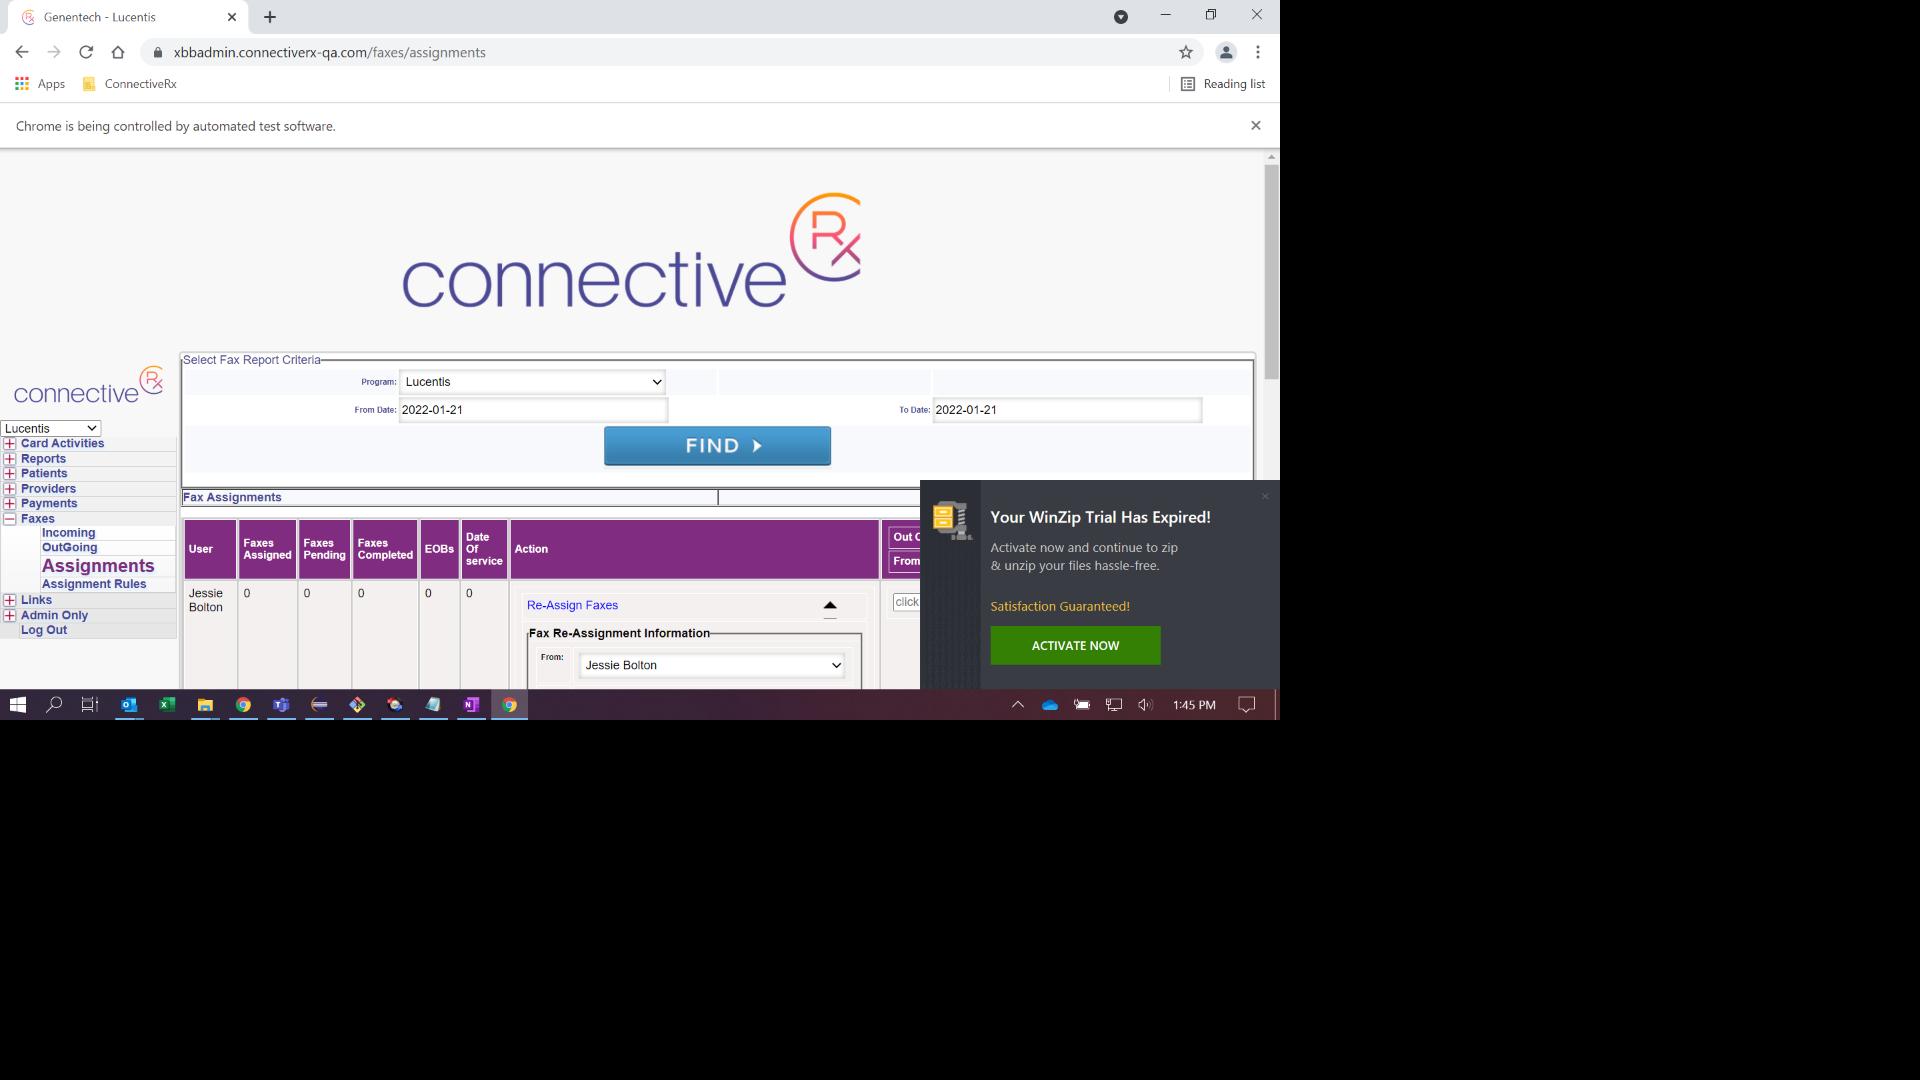 Genentech - Lucentis
xbbadmin.connectiverx-qa.com/faxes/assignments
Apps
ConnectiveRx
Reading list
Chrome is being controlled by automated test software.
connective Rx
Select Fax Report Criteria
Program: Lucentis
From Date: 2022-01-21 To Date: 2022-01-21
FIND
connective Rx
Lucentis
Card Activities
Reports
Patients
Providers
Payments
Faxes
Incoming
OutGoing
Assignments
Assignment Rules
Links
Admin Only
Log Out
Fax Assignments
User
Faxes Assigned
Faxes Pending
Faxes Completed
EOBs
Date Of service
Action
From
Jessie Bolton
0 0 0 0 0
Re-Assign Faxes
click
Fax Re-Assignment Information
From: Jessie Bolton
Your WinZip Trial Has Expired!
Activate now and continue to zip
& unzip your files hassle-free.
Satisfaction Guaranteed!
ACTIVATE NOW
1:45 PM